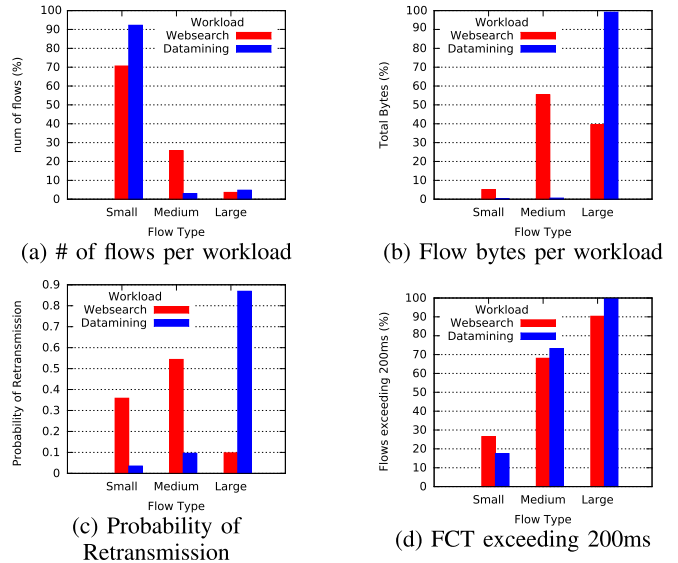 100
90
80
70
60
50
40
30
20
10
0
num of flows (%)
Workload
Websearch
Datamining
Small Medium Large
Flow Type
(a) # of flows per workload
100
90
80
70
60
50
40
30
20
10
0
Total Bytes (%)
Workload
Websearch
Datamining
Small Medium Large
Flow Type
(b) Flow bytes per workload
0.9
0.8
0.7
0.6
0.5
0.4
0.3
0.2
0.1
0
Probability of Retransmission
Workload
Websearch
Datamining
Small Medium Large
Flow Type
(c) Probability of
Retransmission
100
90
80
70
60
50
40
30
20
10
0
Flows exceeding 200ms (%)
Workload
Websearch
Datamining
Small Medium Large
Flow Type
(d) FCT exceeding 200ms